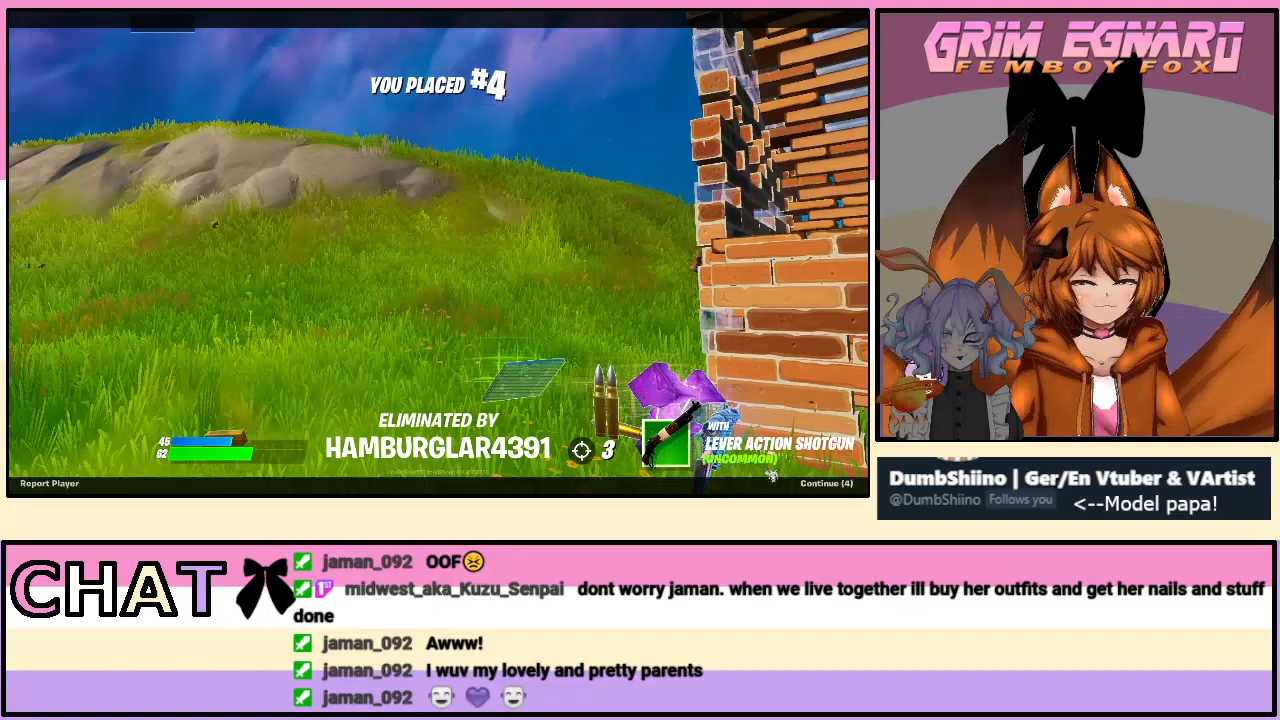 YOU PLACED #4
GRIM EGNART
FEMBOY FOX
ELIMINATED BY
HAMBURGLAR4391
45
62
3
WITH
LEVER ACTION SHOTGUN
(UNCOMMON)
Report Player
Continue (4)
DumbShiino | Ger/En Vtuber & VArtist
@DumbShiino Follows you <--Model papa!
CHAT
jaman_092 OOF😣
1ST midwest_aka_Kuzu_Senpai dont worry jaman. when we live together ill buy her outfits and get her nails and stuff
done
jaman_092 Awww!
jaman_092 I wuv my lovely and pretty parents
jaman_092 💜